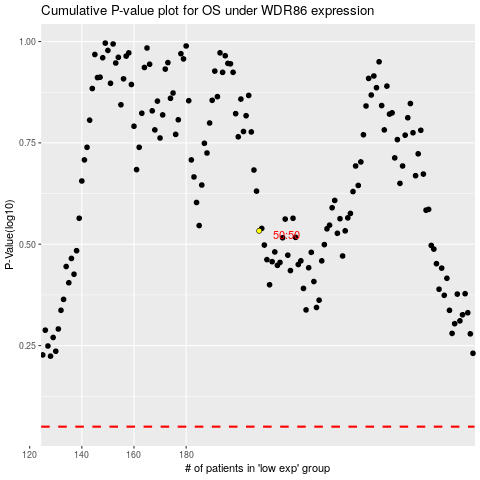 Cumulative P-value plot for OS under WDR86 expression
P-Value(log10)
1.00
0.75
0.50
0.25
50:50
120 140 160 180
# of patients in 'low exp' group